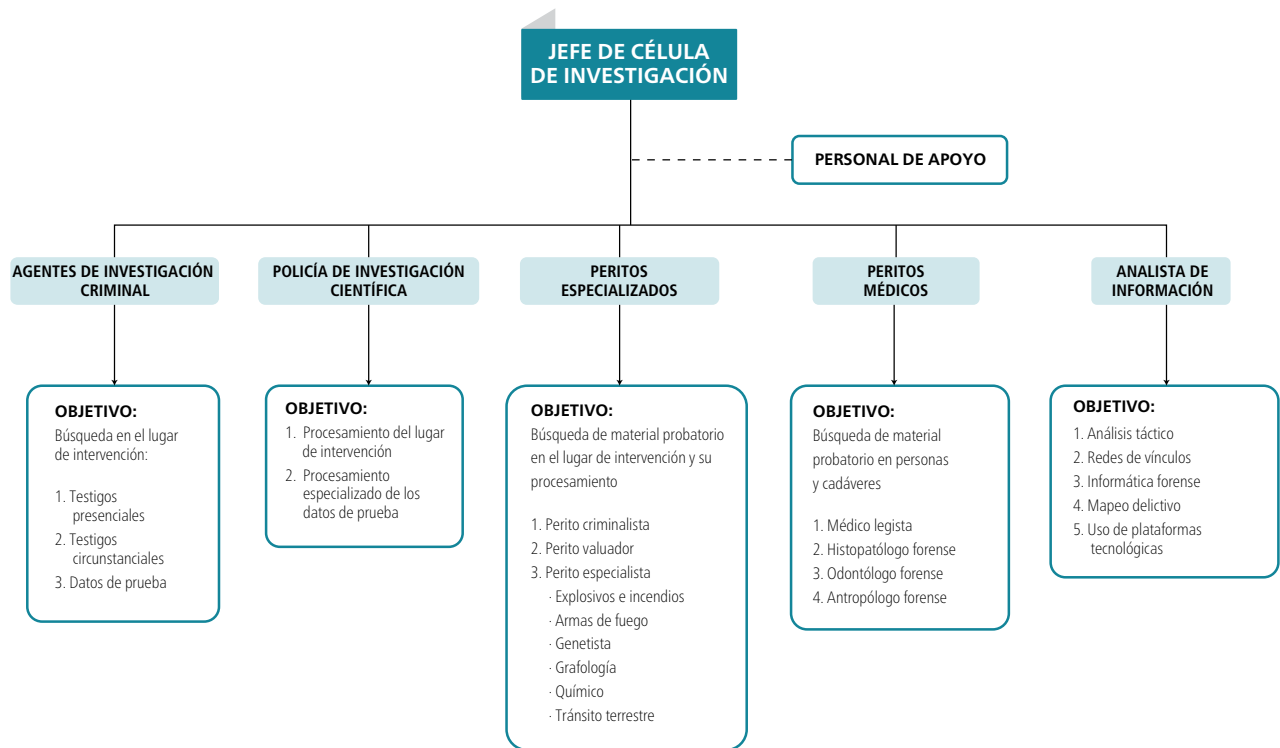 JEFE DE CÉLULA
DE INVESTIGACIÓN
PERSONAL DE APOYO
AGENTES DE INVESTIGACIÓN
CRIMINAL
OBJETIVO:
Búsqueda en el lugar
de intervención:
1. Testigos
presenciales
2. Testigos
circunstanciales
3. Datos de prueba
POLICÍA DE INVESTIGACIÓN
CIENTÍFICA
OBJETIVO:
1. Procesamiento del lugar
de intervención
2. Procesamiento
especializado de los
datos de prueba
PERITOS
ESPECIALIZADOS
OBJETIVO:
Búsqueda de material probatorio
en el lugar de intervención y su
procesamiento
1. Perito criminalista
2. Perito valuador
3. Perito especialista
· Explosivos e incendios
· Armas de fuego
· Genetista
· Grafología
· Químico
· Tránsito terrestre
PERITOS
MÉDICOS
OBJETIVO:
Búsqueda de material
probatorio en personas
y cadáveres
1. Médico legista
2. Histopatólogo forense
3. Odontólogo forense
4. Antropólogo forense
ANALISTA DE
INFORMACIÓN
OBJETIVO:
1. Análisis táctico
2. Redes de vínculos
3. Informática forense
4. Mapeo delictivo
5. Uso de plataformas
tecnológicas